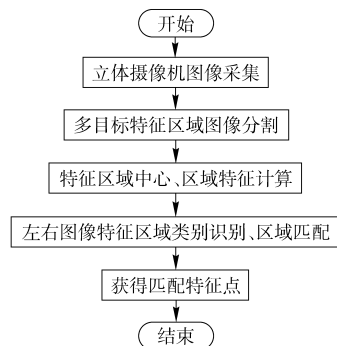 开始
立体摄像机图像采集
多目标特征区域图像分割
特征区域中心、区域特征计算
左右图像特征区域类别识别、区域匹配
获得匹配特征点
结束